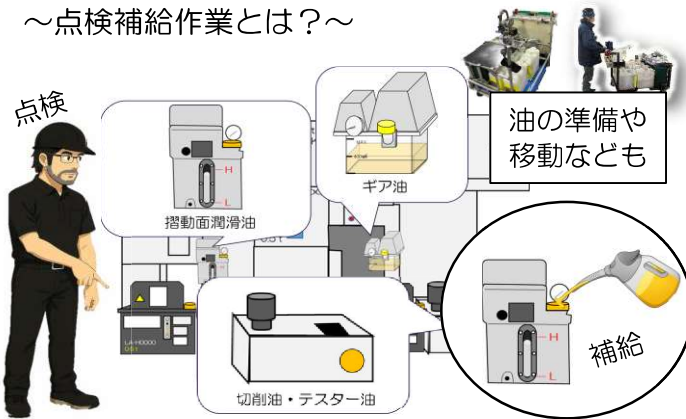 ～点検補給作業とは？～
点検
H
L
摺動面潤滑油
ギア油
油の準備や
移動なども
切削油・テスター油
H
L
補給